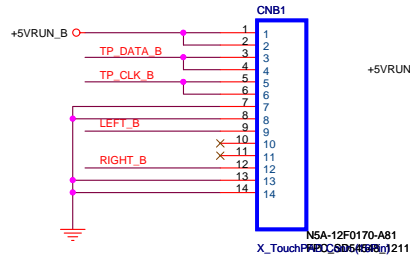 CNB1
+5VRUN_B
1 1
2 2
TP_DATA_B 3 3
+5VRUN
4 4
TP_CLK_B 5 5
6 6
7 7
8 8
LEFT_B 9 9
10 10
11 11
RIGHT_B 12 12
13 13
14 14
N5A-12F0170-A81